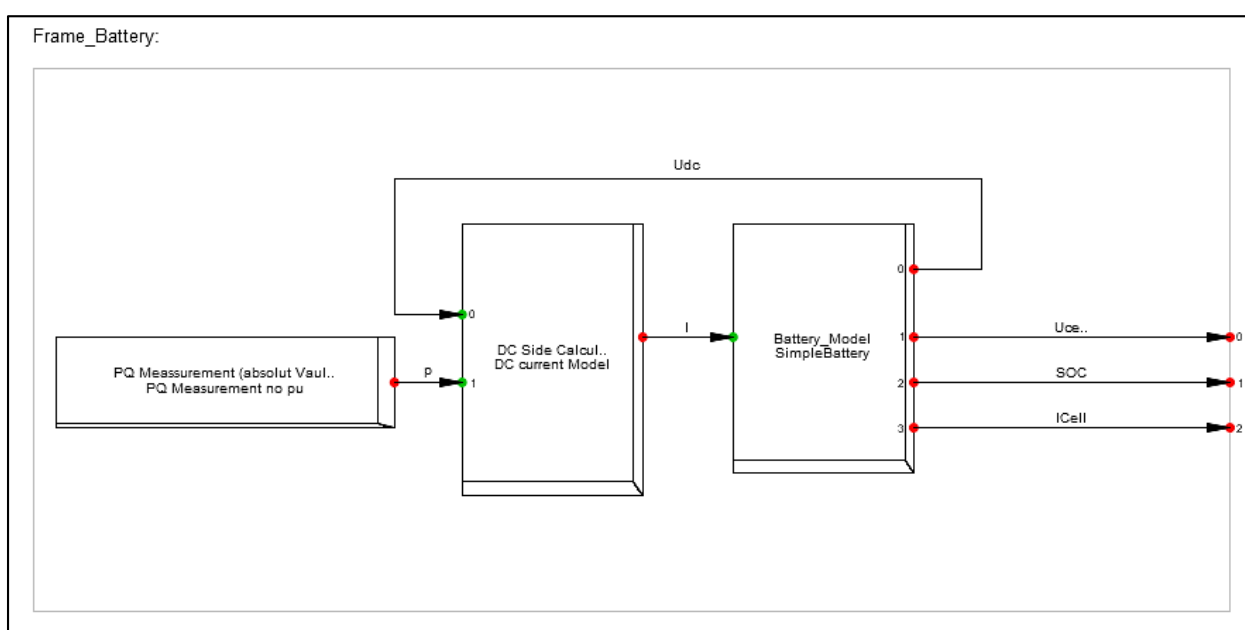 Frame_Battery:
Udc
0
0
DC Side Calcul..
DC current Model
I
Battery_Model
SimpleBattery
1
Uce..
0
PQ Meassurement (absolut Vaul..
PQ Measurement no pu
p
1
2
SOC
1
3
ICell
2